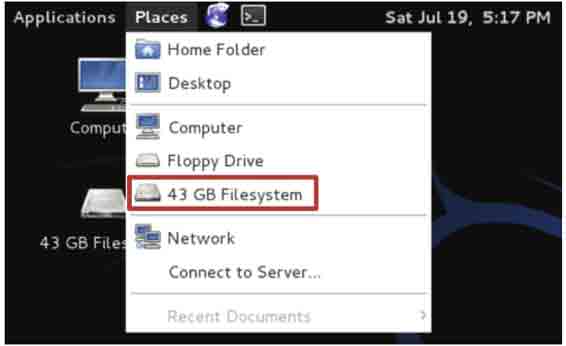 Applications Places Sat Jul 19, 5:17 PM
Home Folder
Desktop
Comput
Computer
Floppy Drive
43 GB Filesystem
43 GB Files
Network
Connect to Server...
Recent Documents